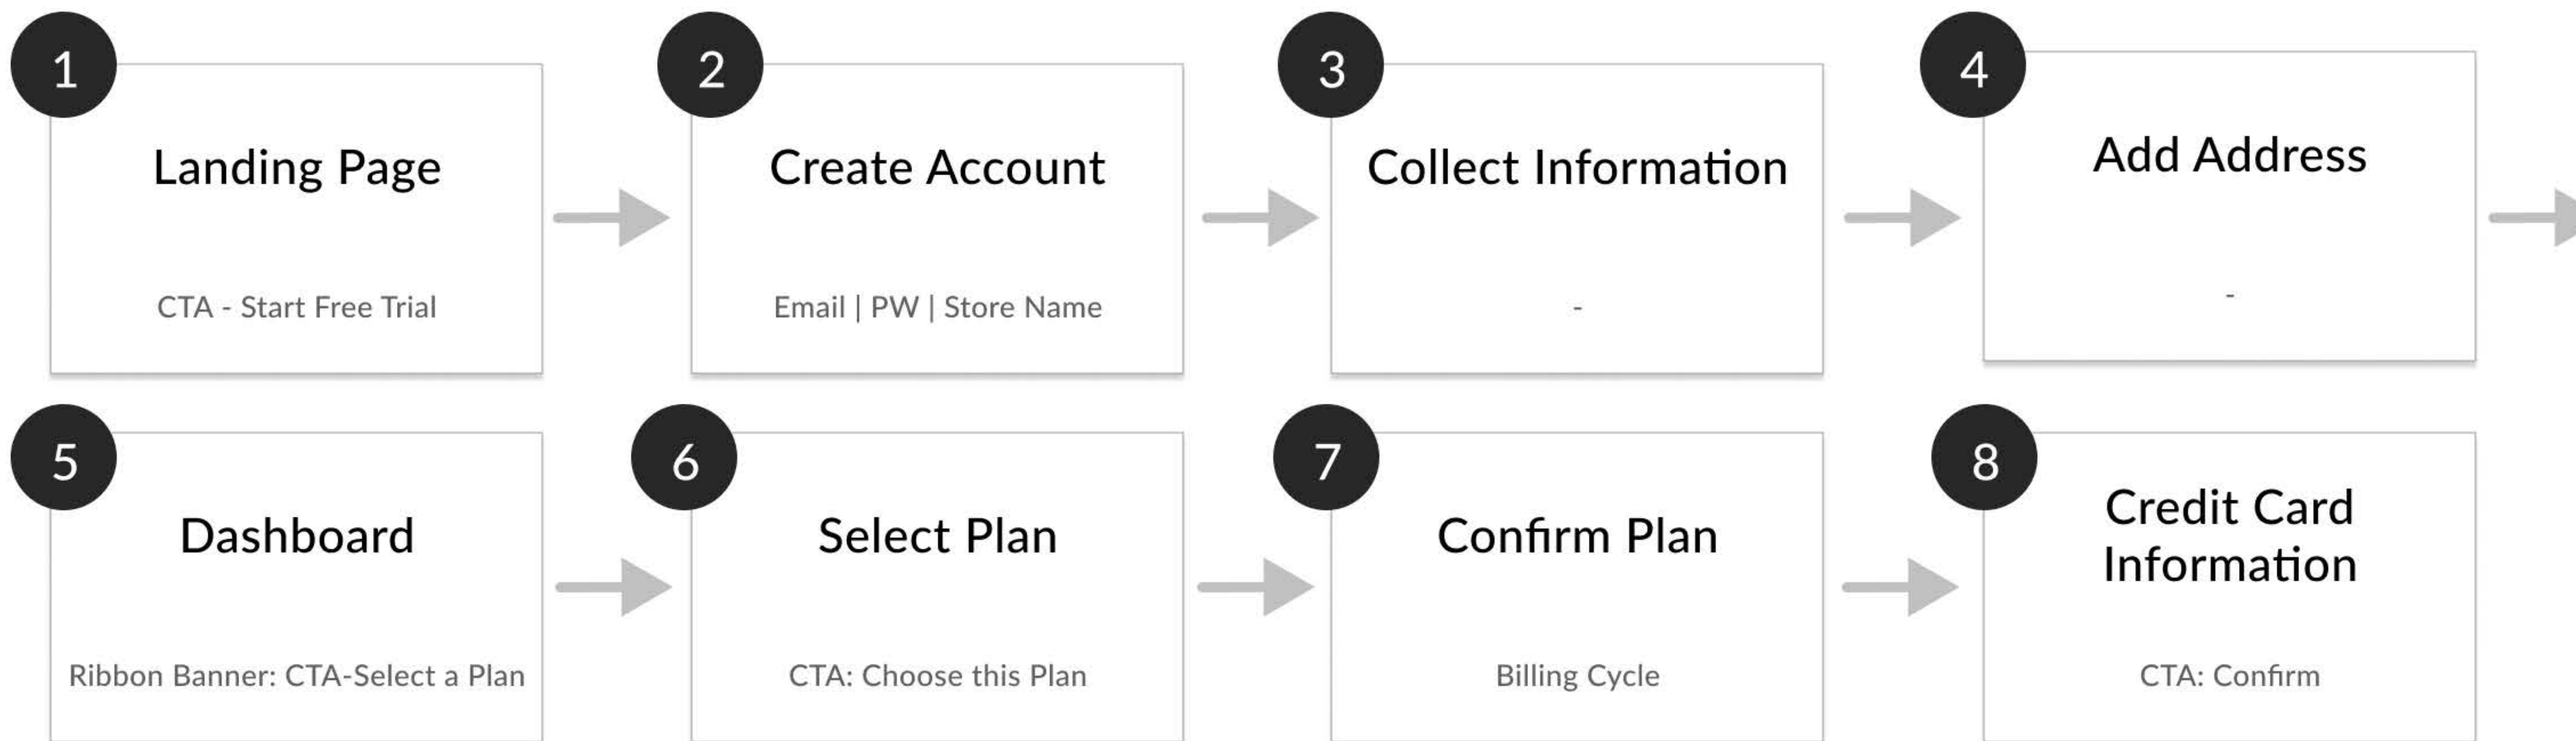 1
Landing Page
CTA - Start Free Trial
2
Create Account
Email | PW | Store Name
3
Collect Information
-
4
Add Address
-
5
Dashboard
Ribbon Banner: CTA-Select a Plan
6
Select Plan
CTA: Choose this Plan
7
Confirm Plan
Billing Cycle
8
Credit Card
Information
CTA: Confirm